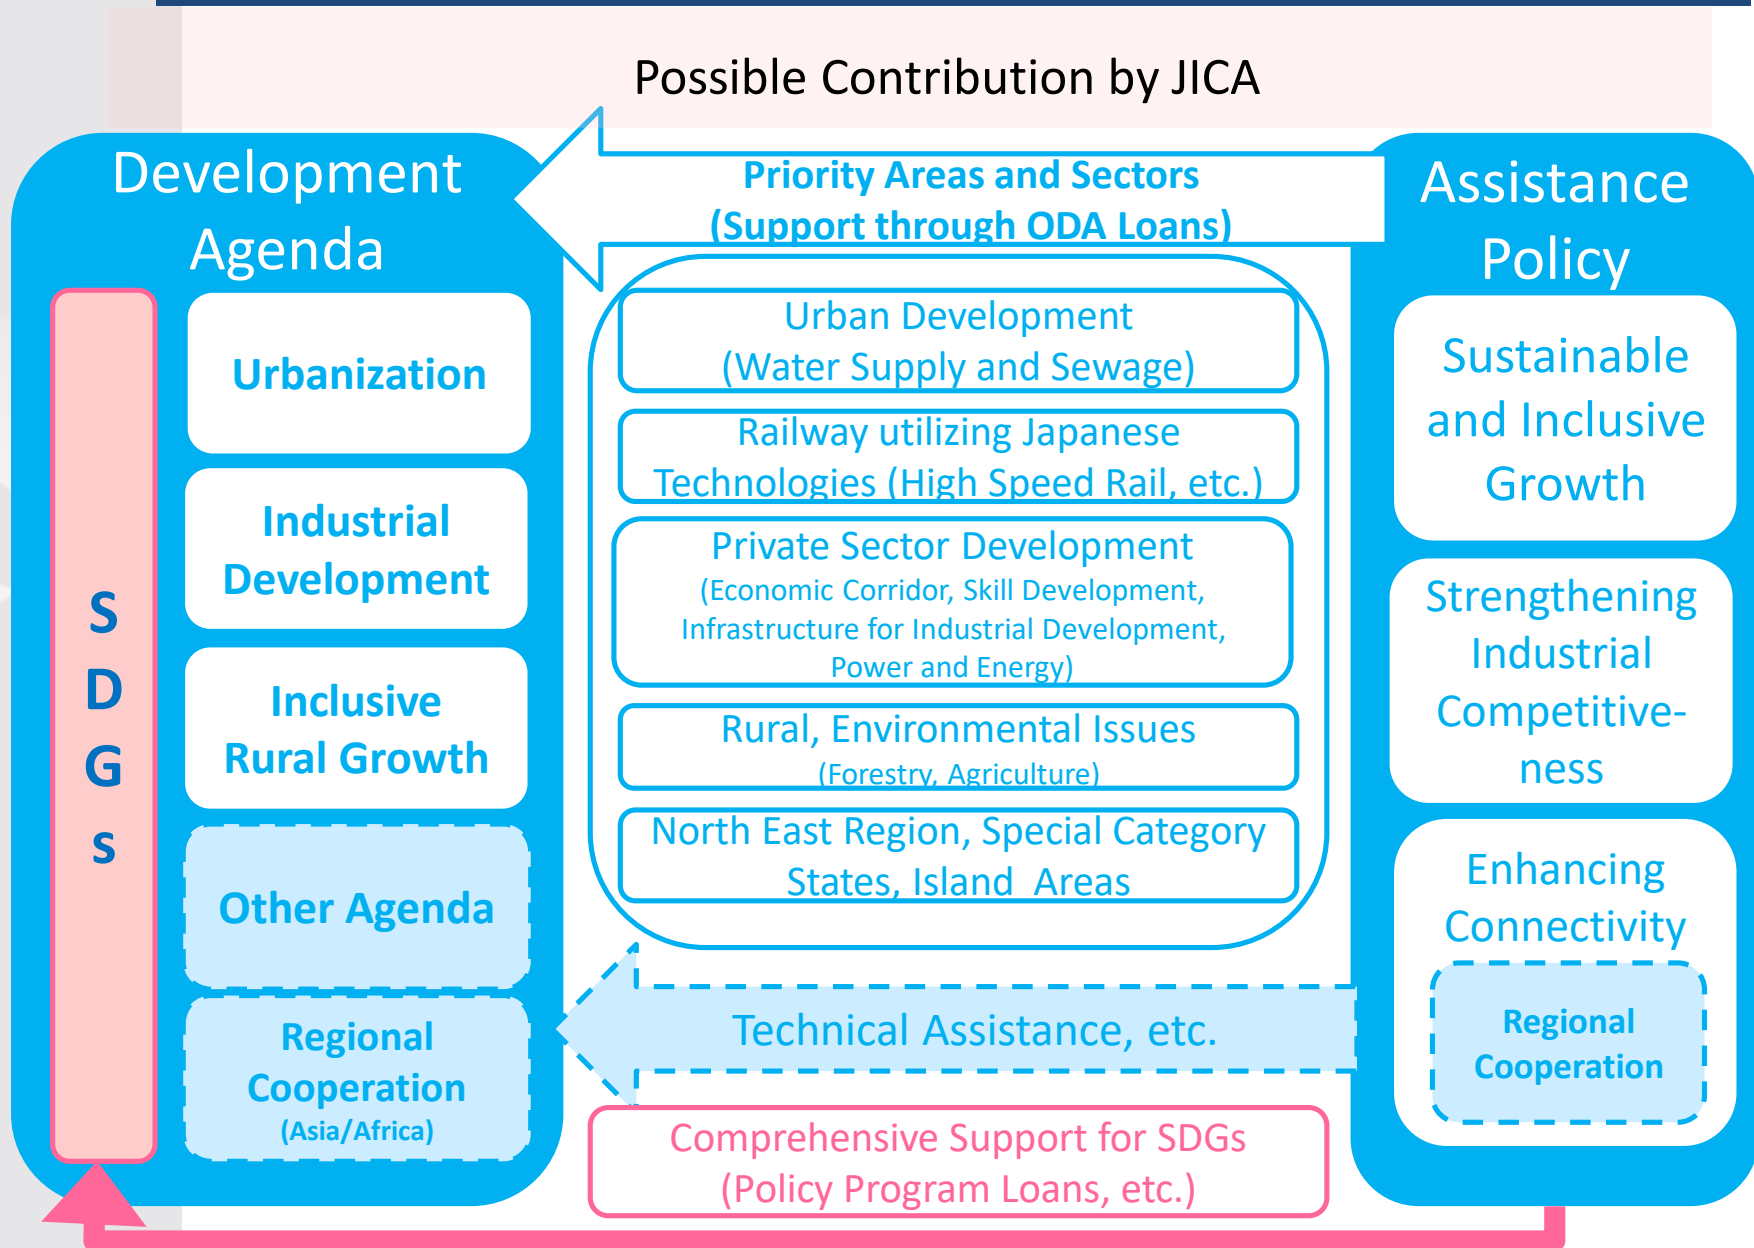 Possible Contribution by JICA
Development
Agenda
S
D
G
s
Urbanization
Industrial
Development
Inclusive
Rural Growth
Other Agenda
Regional
Cooperation
(Asia/Africa)
Priority Areas and Sectors
(Support through ODA Loans)
Urban Development
(Water Supply and Sewage)
Railway utilizing Japanese
Technologies (High Speed Rail, etc.)
Private Sector Development
(Economic Corridor, Skill Development,
Infrastructure for Industrial Development,
Power and Energy)
Rural, Environmental Issues
(Forestry, Agriculture)
North East Region, Special Category
States, Island  Areas
Technical Assistance, etc.
Comprehensive Support for SDGs
(Policy Program Loans, etc.)
Assistance
Policy
Sustainable
and Inclusive
Growth
Strengthening
Industrial
Competitive-
ness
Enhancing
Connectivity
Regional
Cooperation